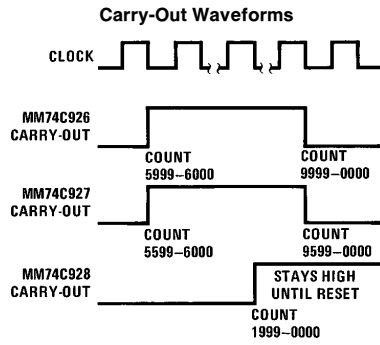 Carry-Out Waveforms
CLOCK
MM74C926
CARRY-OUT
COUNT
5999–6000
COUNT
9999–0000
MM74C927
CARRY-OUT
COUNT
5599–6000
COUNT
9599–0000
MM74C928
CARRY-OUT
STAYS HIGH
UNTIL RESET
COUNT
1999–0000